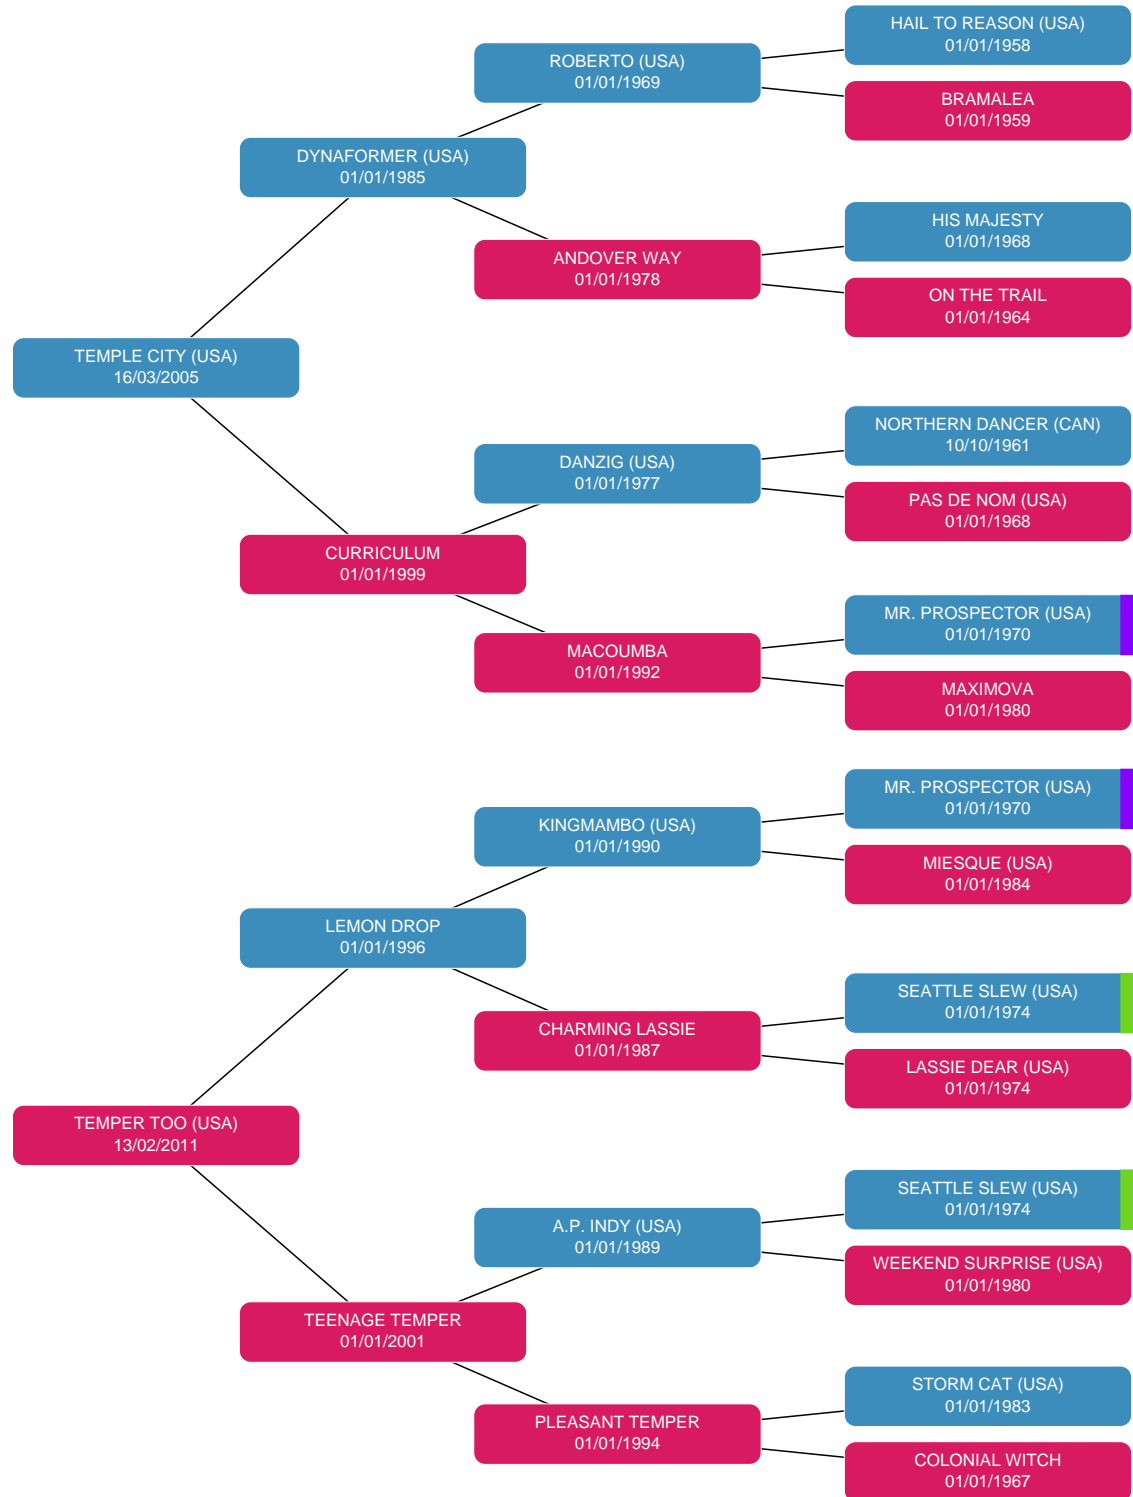 HAIL TO REASON (USA)
01/01/1958
ROBERTO (USA)
01/01/1969
BRAMALEA
01/01/1959
DYNAFORMER (USA)
01/01/1985
HIS MAJESTY
01/01/1968
ANDOVER WAY
01/01/1978
ON THE TRAIL
01/01/1964
TEMPLE CITY (USA)
16/03/2005
NORTHERN DANCER (CAN)
10/10/1961
DANZIG (USA)
01/01/1977
PAS DE NOM (USA)
01/01/1968
CURRICULUM
01/01/1999
MR. PROSPECTOR (USA)
01/01/1970
MACOUMBA
01/01/1992
MAXIMOVA
01/01/1980
MR. PROSPECTOR (USA)
01/01/1970
KINGMAMBO (USA)
01/01/1990
MIESQUE (USA)
01/01/1984
LEMON DROP
01/01/1996
SEATTLE SLEW (USA)
01/01/1974
CHARMING LASSIE
01/01/1987
LASSIE DEAR (USA)
01/01/1974
TEMPER TOO (USA)
13/02/2011
SEATTLE SLEW (USA)
01/01/1974
A.P. INDY (USA)
01/01/1989
WEEKEND SURPRISE (USA)
01/01/1980
TEENAGE TEMPER
01/01/2001
STORM CAT (USA)
01/01/1983
PLEASANT TEMPER
01/01/1994
COLONIAL WITCH
01/01/1967